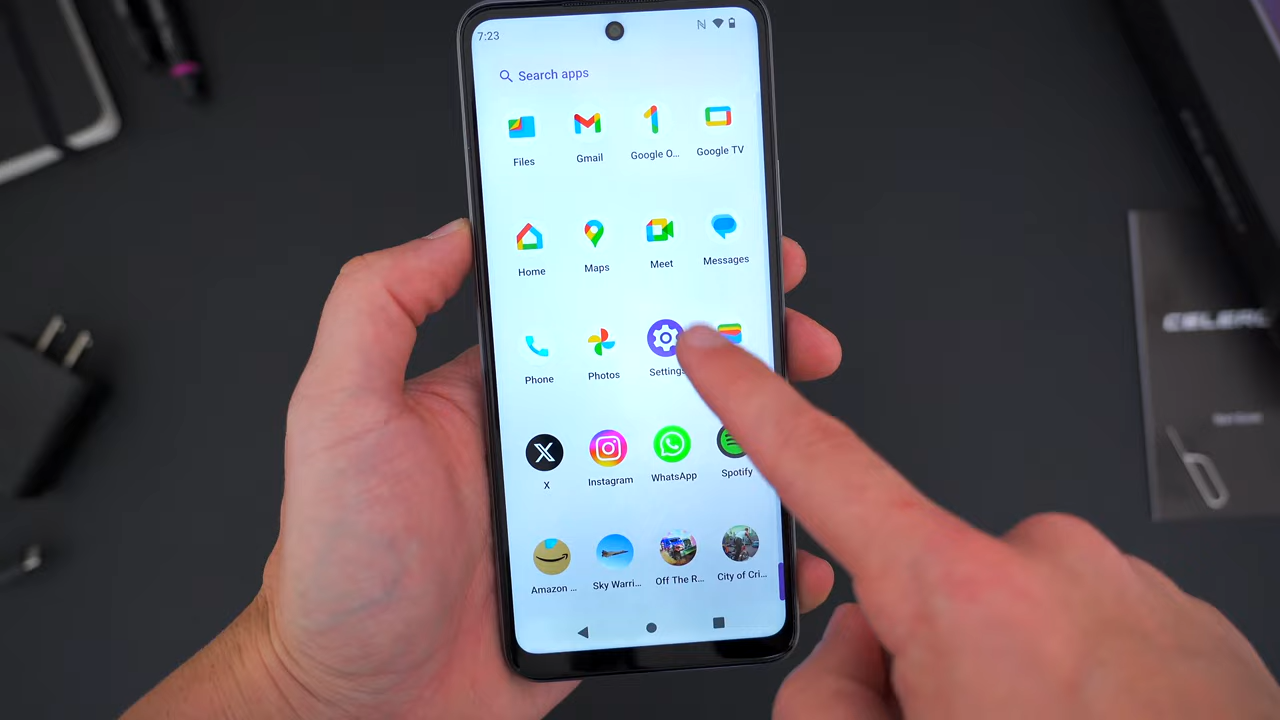 7:23
Search apps
Files
Gmail
Google O...
Google TV
Home
Maps
Meet
Messages
Phone
Photos
Settings
X
Instagram
WhatsApp
Spotify
Amazon ...
Sky Warri...
Off The R...
City of Cri...
CELERO